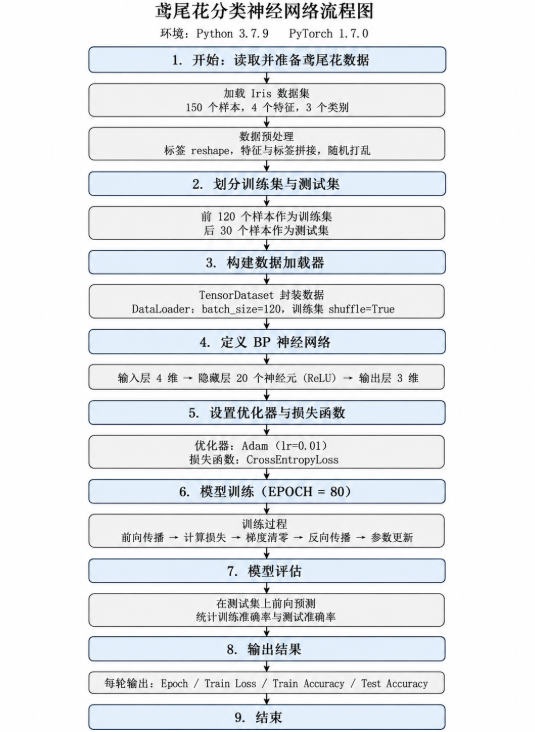 鸢尾花分类神经网络流程图
环境：Python 3.7.9 PyTorch 1.7.0
1. 开始：读取并准备鸢尾花数据
加载 Iris 数据集
150 个样本，4 个特征，3 个类别
数据预处理
标签 reshape，特征与标签拼接，随机打乱
2. 划分训练集与测试集
前 120 个样本作为训练集
后 30 个样本作为测试集
3. 构建数据加载器
TensorDataset 封装数据
DataLoader：batch_size=120，训练集 shuffle=True
4. 定义 BP 神经网络
输入层 4 维 → 隐藏层 20 个神经元（ReLU）→ 输出层 3 维
5. 设置优化器与损失函数
优化器：Adam（lr=0.01）
损失函数：CrossEntropyLoss
6. 模型训练（EPOCH = 80）
训练过程
前向传播 → 计算损失 → 梯度清零 → 反向传播 → 参数更新
7. 模型评估
在测试集上前向预测
统计训练准确率与测试准确率
8. 输出结果
每轮输出：Epoch / Train Loss / Train Accuracy / Test Accuracy
9. 结束